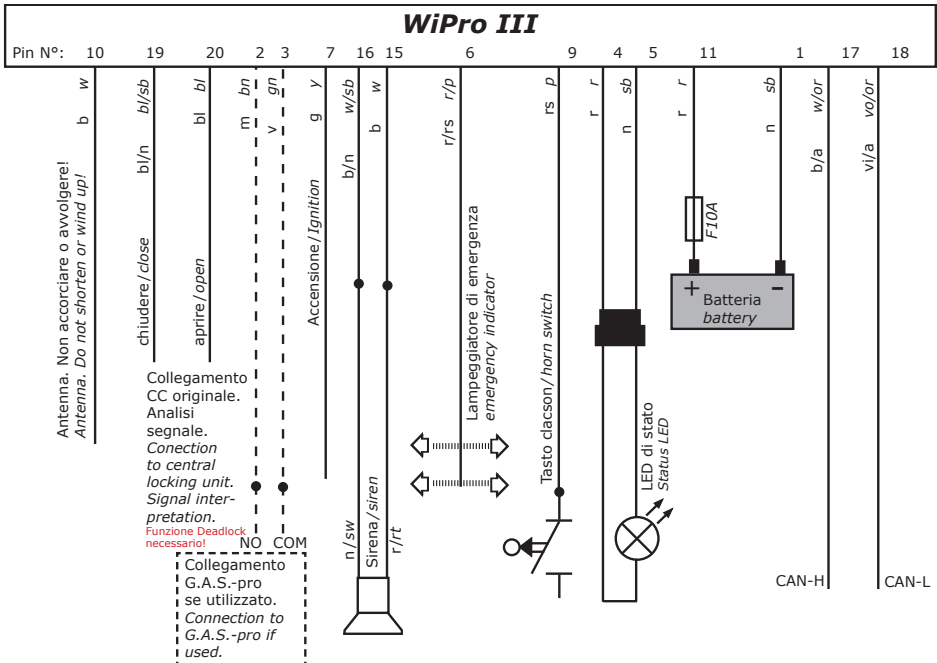 WiPro III
Pin N°: 10 19 20 2 3 7 16 15 6 9 4 5 11 1 17 18
b w
bl/n bl/sb
bl bl
m bn
v gn
g y
b/n w/sb
b w
r/rs r/p
rs p
r r
n sb
r r
n sb
b/a w/or
vi/a vo/or
Antenna. Non accorciare o avvolgere!
Antenna. Do not shorten or wind up!
chiudere/close
aprire/open
Accensione/Ignition
Lampeggiatore di emergenza
emergency indicator
Tasto clacson/horn switch
LED di stato
Status LED
F10A
+ −
Batteria
battery
Collegamento
CC originale.
Analisi
segnale.
Conection
to central
locking unit.
Signal inter-
pretation.
Funzione Deadlock
necessario!
NO COM
n/sw
Sirena/siren
r/rt
Collegamento
G.A.S.-pro
se utilizzato.
Connection to
G.A.S.-pro if
used.
CAN-H CAN-L